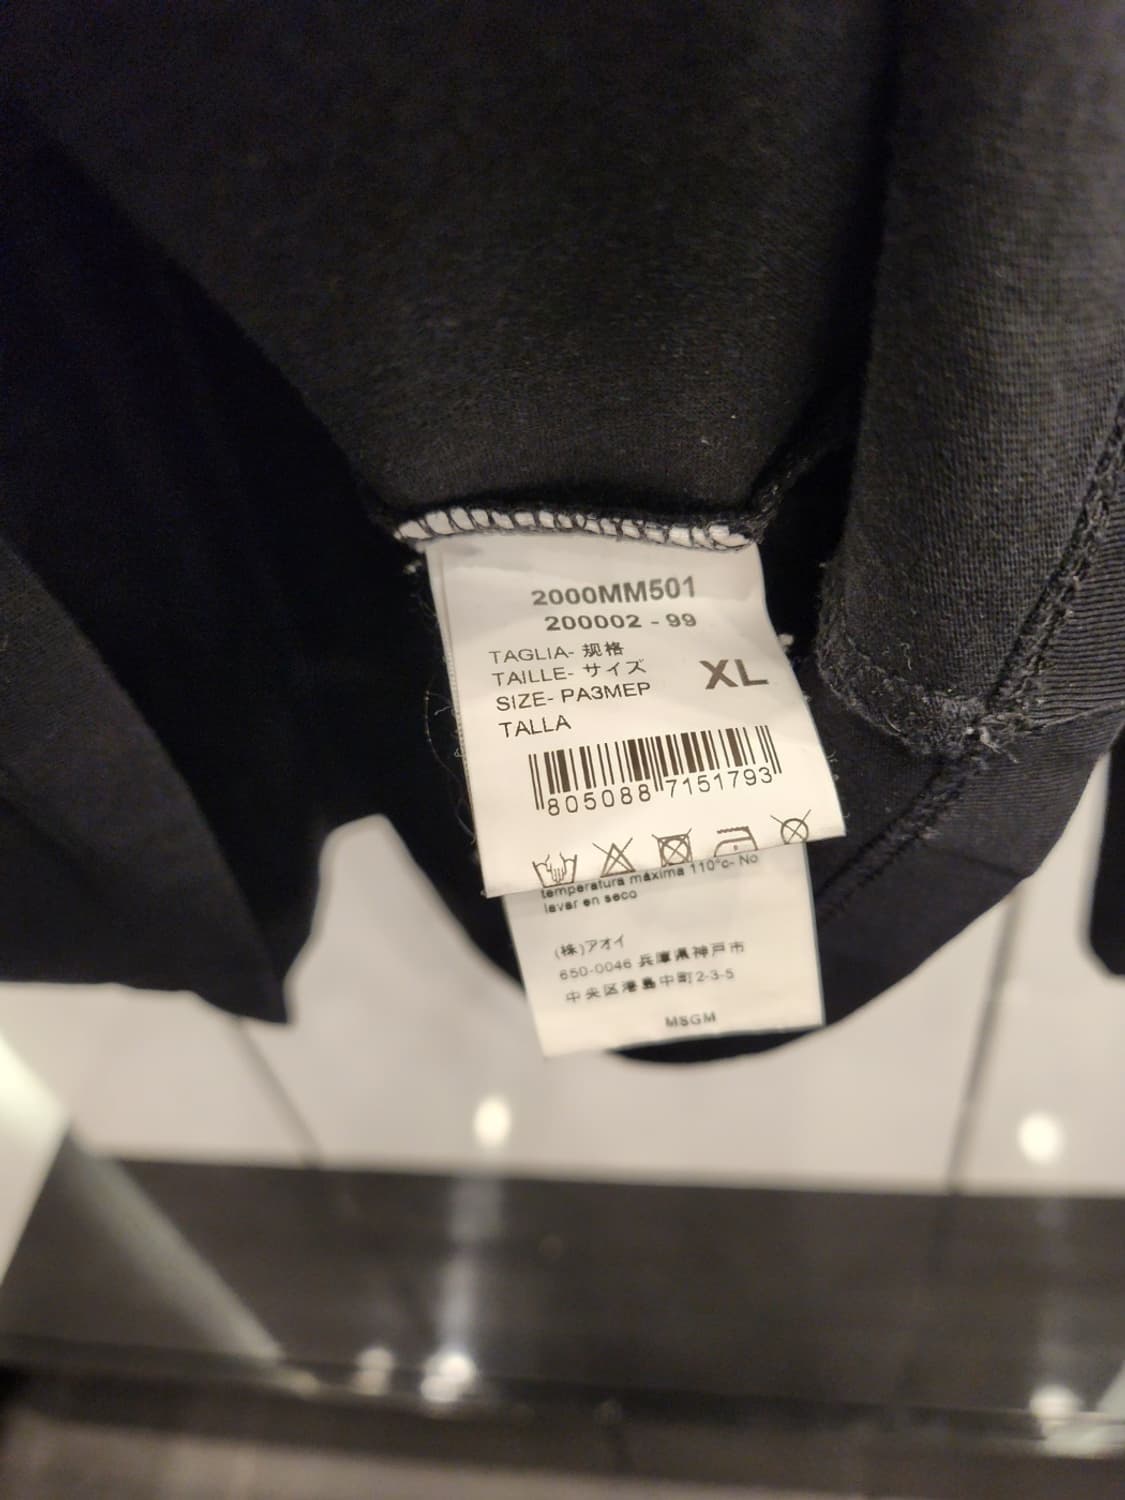 2000MM501
200002 - 99
TAGLIA- 规格
TAILLE- サイズ
SIZE- PA3MEP
TALLA
XL
805088 7151793
temperatura máxima 110°c- No
lavar en seco
(株)アオイ
650-0046 兵庫県神戸市
中央区港島中町2-3-5
MSGM